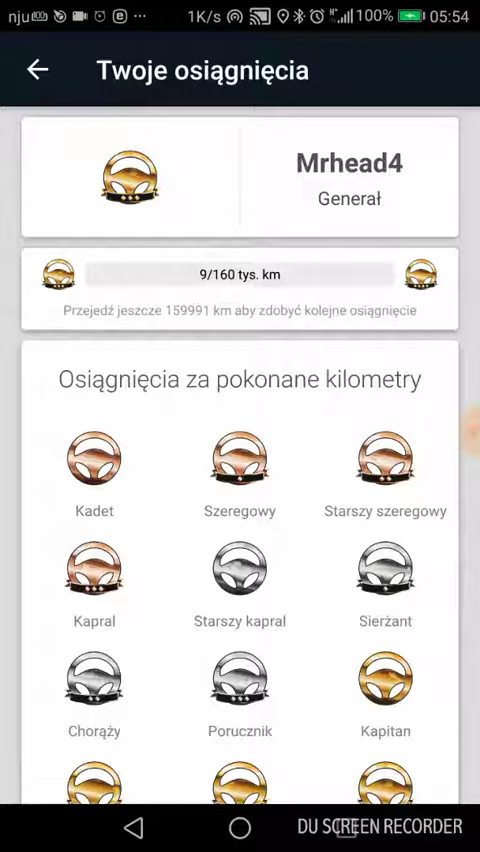 nju 1K/s 100% 05:54
Twoje osiągnięcia
Mrhead4
Generał
9/160 tys. km
Przejedź jeszcze 159991 km aby zdobyć kolejne osiągnięcie
Osiągnięcia za pokonane kilometry
Kadet Szeregowy Starszy szeregowy
Kapral Starszy kapral Sierżant
Chorąży Porucznik Kapitan
DU SCREEN RECORDER